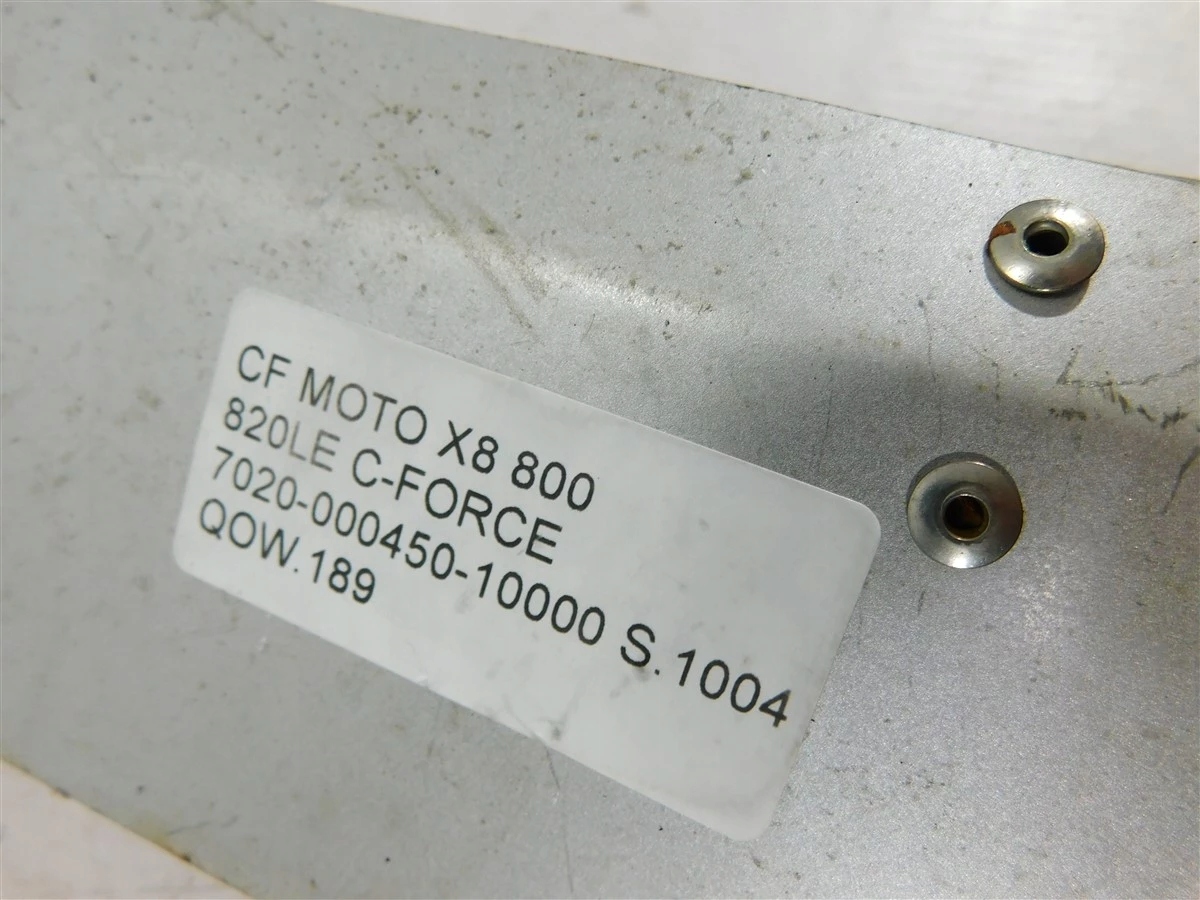 CF MOTO X8 800
820LE C-FORCE
7020-000450-10000 S.1004
QOW.189